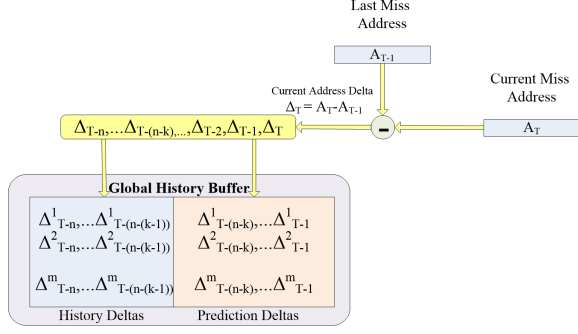 Last Miss
Address
A_{T-1}
Current Miss
Address
Current Address Delta
Δ_T = A_T-A_{T-1}
A_T
-
Δ_{T-n},...Δ_{T-(n-k),...,}Δ_{T-2},Δ_{T-1},Δ_T
Global History Buffer
Δ^1_{T-n},...Δ^1_{T-(n-(k-1))} Δ^1_{T-(n-k)},...Δ^1_{T-1}
Δ^2_{T-n},...Δ^2_{T-(n-(k-1))} Δ^2_{T-(n-k)},...Δ^2_{T-1}
Δ^m_{T-n},...Δ^m_{T-(n-(k-1))} Δ^m_{T-(n-k)},...Δ^m_{T-1}
History Deltas Prediction Deltas